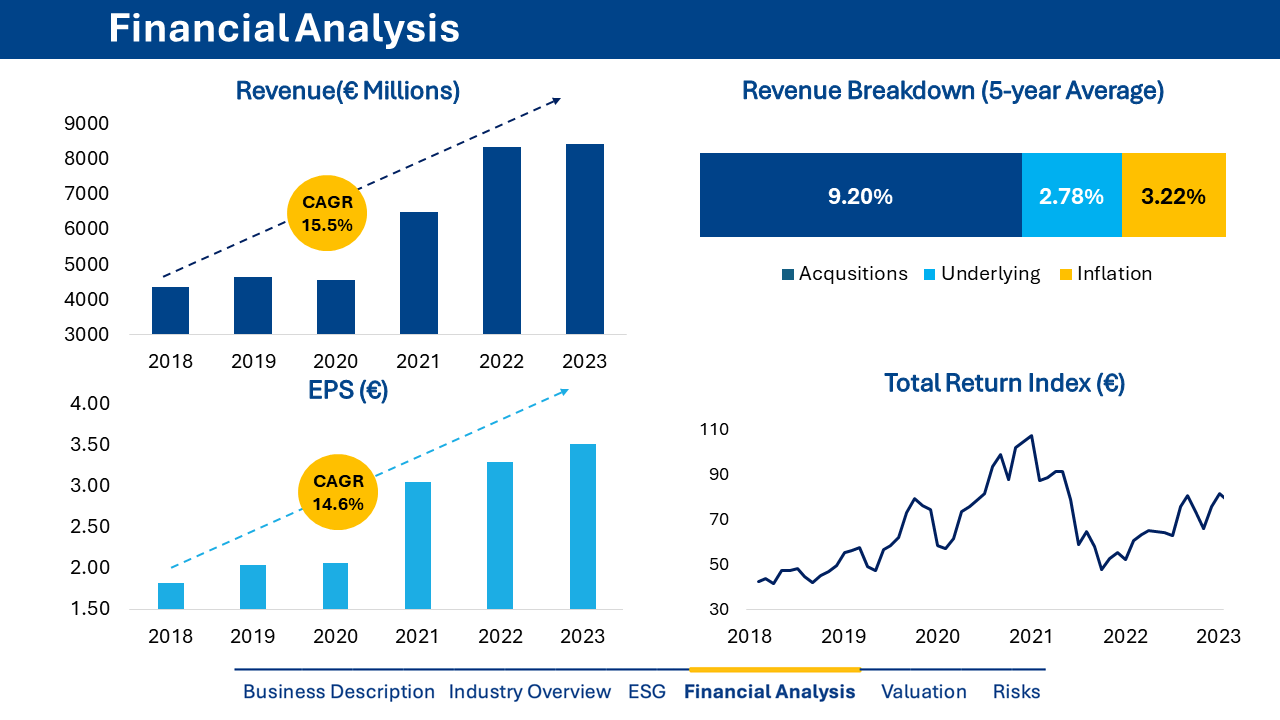 Financial Analysis
Revenue(€ Millions)
9000
8000
7000
6000
5000
4000
3000
CAGR
15.5%
2018 2019 2020 2021 2022 2023
Revenue Breakdown (5-year Average)
9.20% 2.78% 3.22%
Acqusitions Underlying Inflation
EPS (€)
4.00
3.50
3.00
2.50
2.00
1.50
CAGR
14.6%
2018 2019 2020 2021 2022 2023
Total Return Index (€)
110
90
70
50
30
2018 2019 2020 2021 2022 2023
Business Description Industry Overview ESG Financial Analysis Valuation Risks